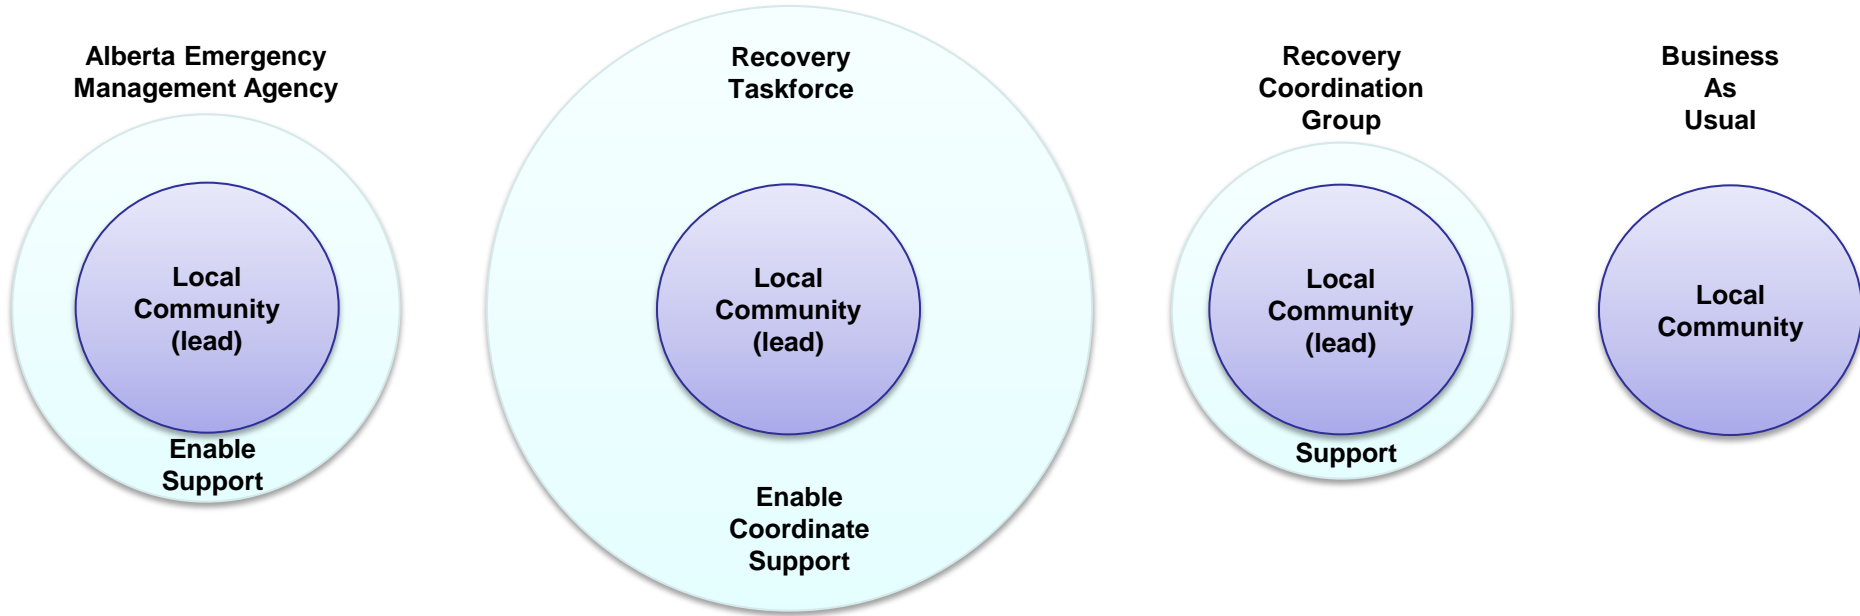 Alberta Emergency
Management Agency
Local
Community
(lead)
Enable
Support
Recovery
Taskforce
Local
Community
(lead)
Enable
Coordinate
Support
Recovery
Coordination
Group
Local
Community
(lead)
Support
Business
As
Usual
Local
Community